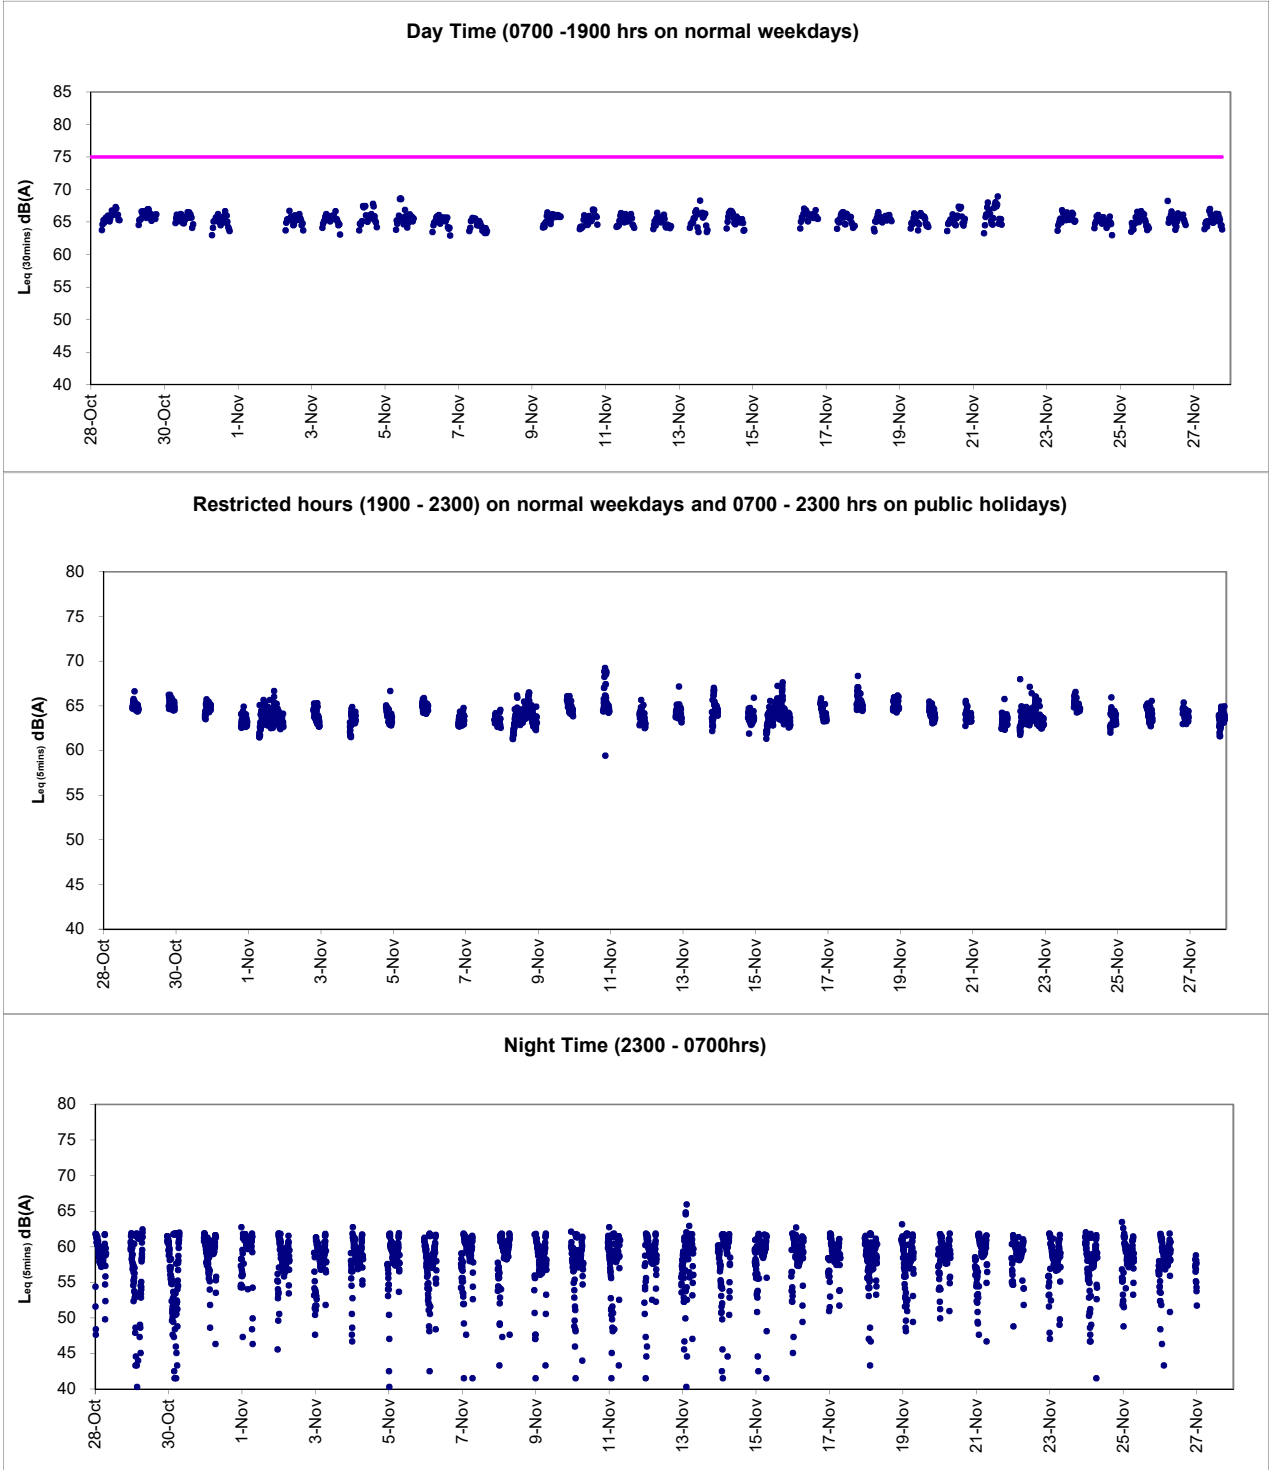 Day Time (0700 -1900 hrs on normal weekdays)
85
80
75
70
65
60
55
50
45
40
Leq (30mins) dB(A)
28-Oct
30-Oct
1-Nov
3-Nov
5-Nov
7-Nov
9-Nov
11-Nov
13-Nov
15-Nov
17-Nov
19-Nov
21-Nov
23-Nov
25-Nov
27-Nov
Restricted hours (1900 - 2300) on normal weekdays and 0700 - 2300 hrs on public holidays)
80
75
70
65
60
55
50
45
40
Leq (5mins) dB(A)
28-Oct
30-Oct
1-Nov
3-Nov
5-Nov
7-Nov
9-Nov
11-Nov
13-Nov
15-Nov
17-Nov
19-Nov
21-Nov
23-Nov
25-Nov
27-Nov
Night Time (2300 - 0700hrs)
80
75
70
65
60
55
50
45
40
Leq (5mins) dB(A)
28-Oct
30-Oct
1-Nov
3-Nov
5-Nov
7-Nov
9-Nov
11-Nov
13-Nov
15-Nov
17-Nov
19-Nov
21-Nov
23-Nov
25-Nov
27-Nov